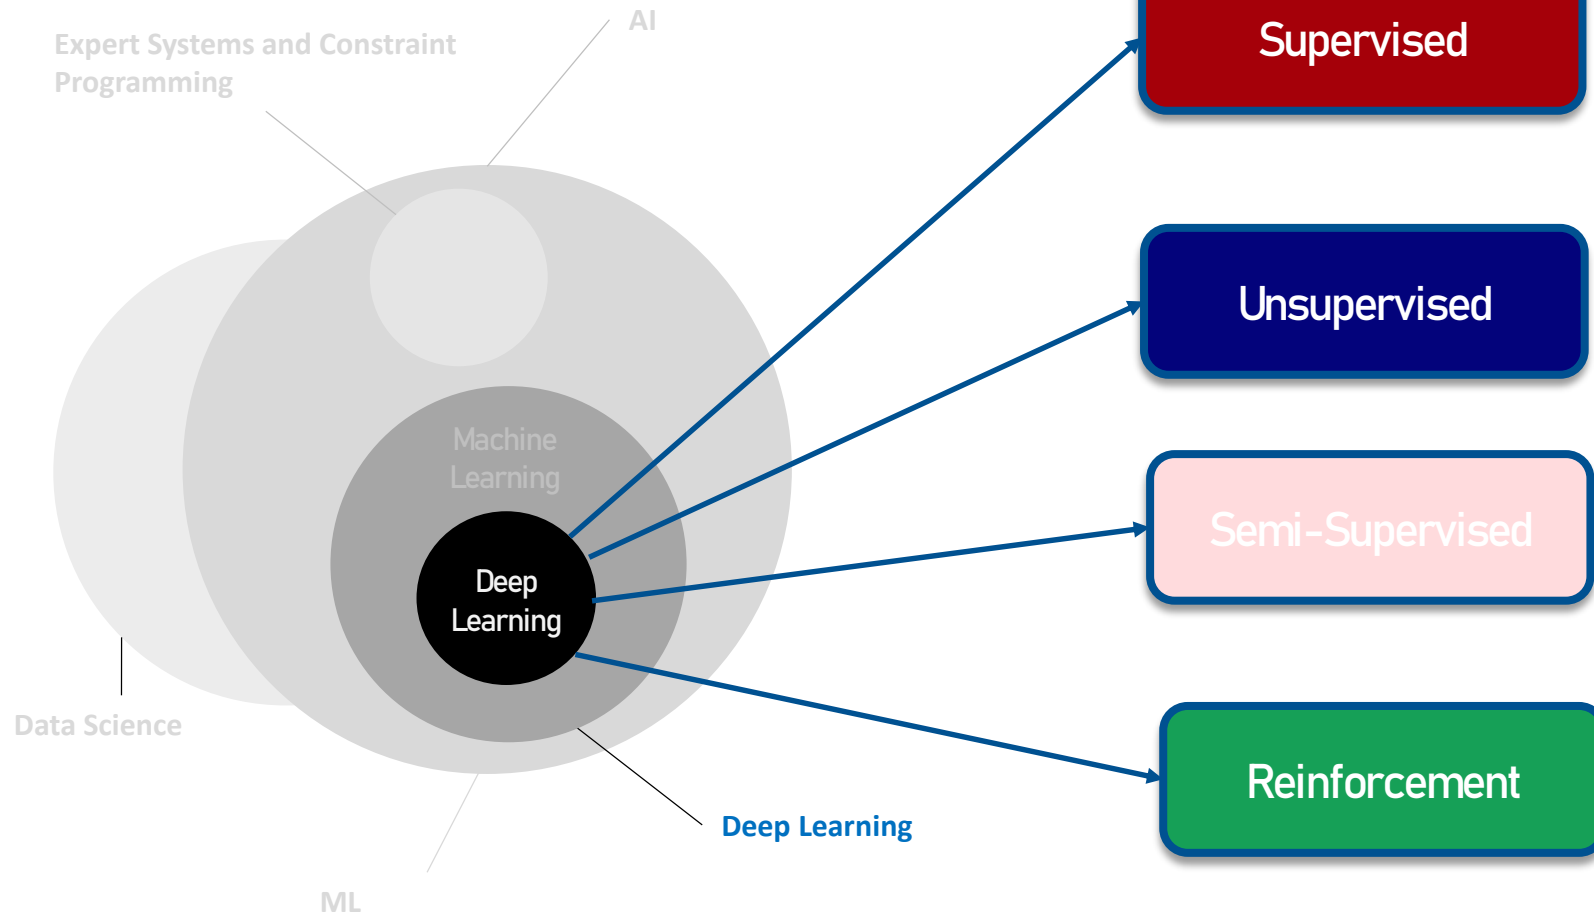 AI
Expert Systems and Constraint
Programming
Supervised
Unsupervised
Machine
Learning
Semi-Supervised
Deep
Learning
Data Science
Reinforcement
Deep Learning
ML